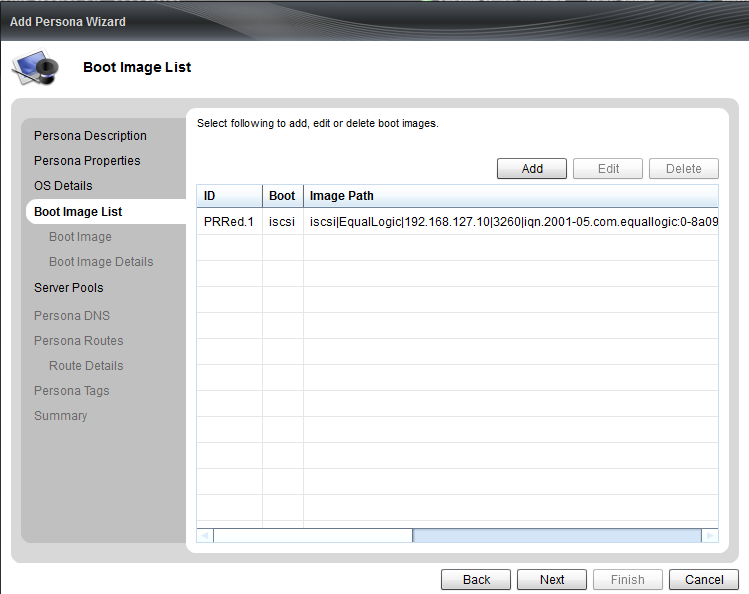 Add Persona Wizard
Boot Image List
Persona Description
Persona Properties
OS Details
Boot Image List
Boot Image
Boot Image Details
Server Pools
Persona DNS
Persona Routes
Route Details
Persona Tags
Summary
Select following to add, edit or delete boot images.
Add Edit Delete
ID Boot Image Path
PRRed.1 iscsi iscsi|EqualLogic|192.168.127.10|3260|iqn.2001-05.com.equallogic:0-8a09
Back Next Finish Cancel